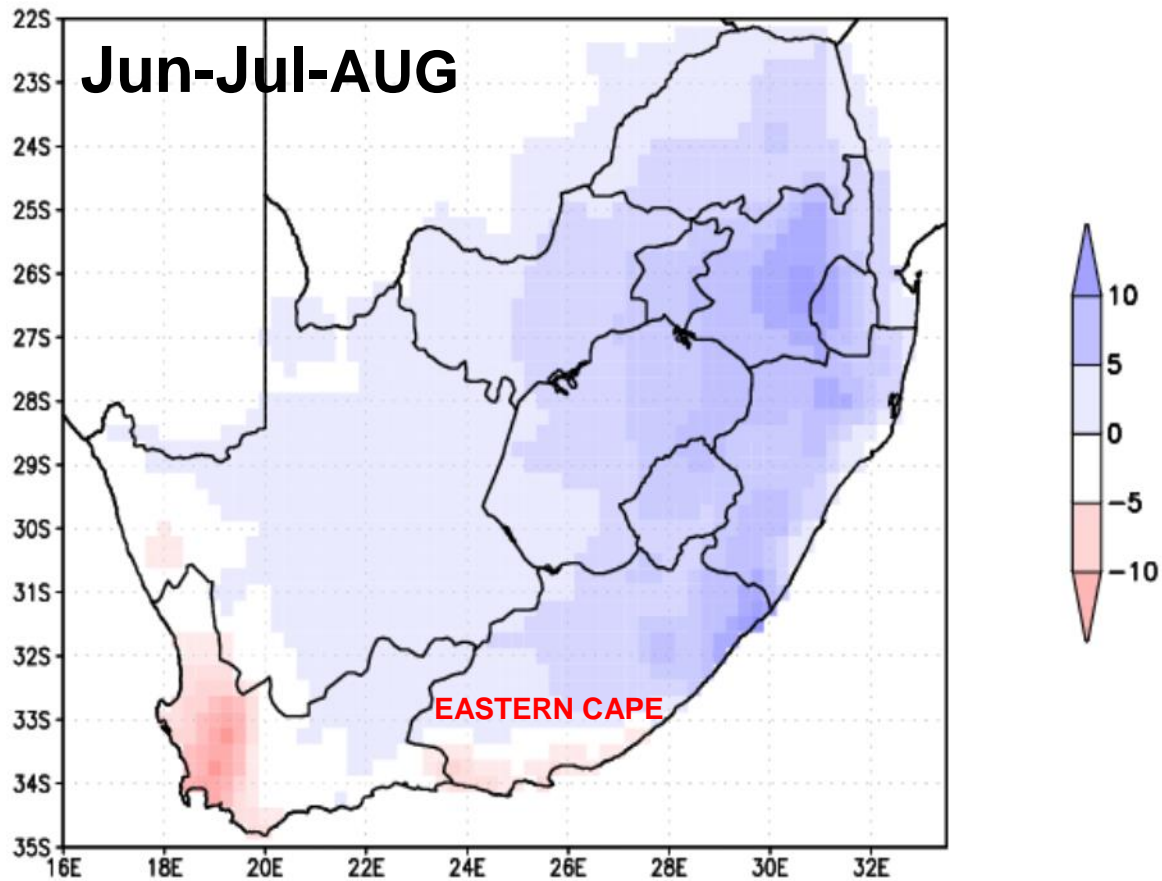 22S
Jun-Jul-AUG
23S
24S
25S
26S
27S
28S
29S
30S
31S
32S
33S
34S
35S
EASTERN CAPE
16E 18E 20E 22E 24E 26E 28E 30E 32E
10
5
0
-5
-10